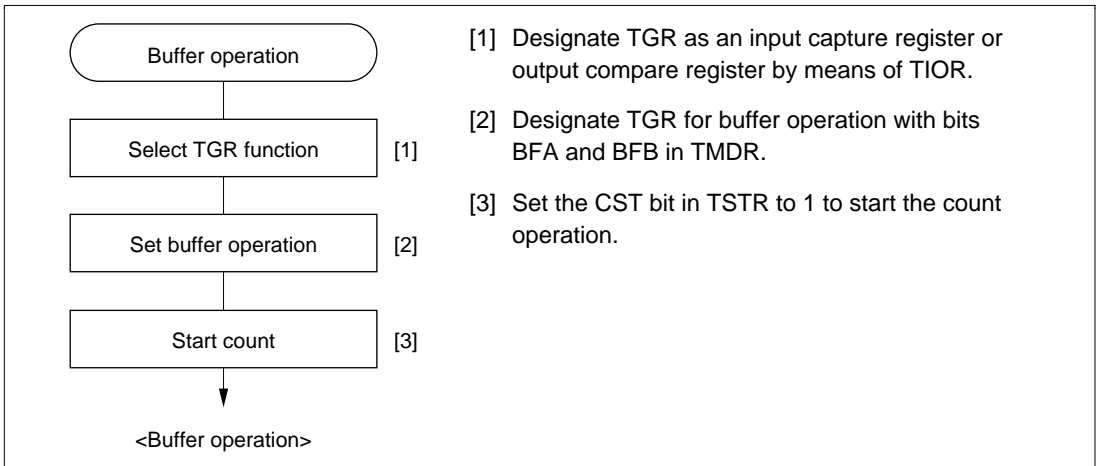 Buffer operation
Select TGR function
[1]
Set buffer operation
[2]
Start count
[3]
<Buffer operation>
[1] Designate TGR as an input capture register or
output compare register by means of TIOR.
[2] Designate TGR for buffer operation with bits
BFA and BFB in TMDR.
[3] Set the CST bit in TSTR to 1 to start the count
operation.